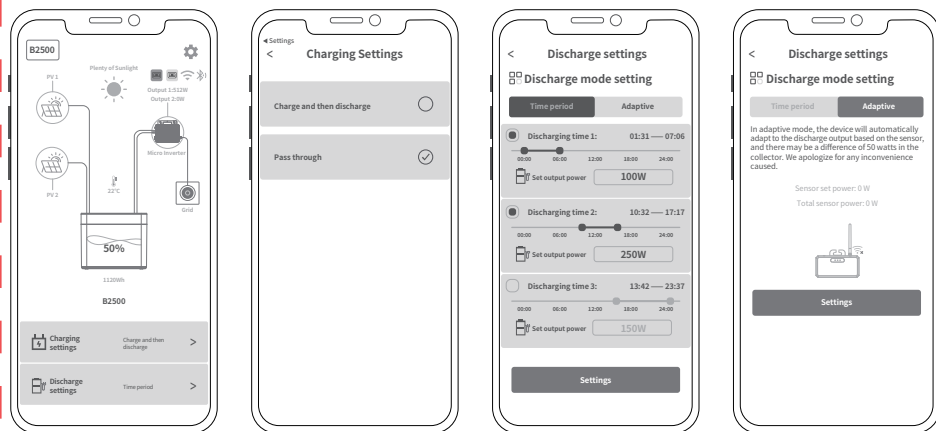 B2500
PV 1
Plenty of Sunlight
Output 1:512W
Output 2:0W
Micro Inverter
PV 2
22°C
Grid
50%
1120Wh
B2500
Charging settings
Charge and then discharge
>
Discharge settings
Time period
>
◀ Settings
< Charging Settings
Charge and then discharge
Pass through
< Discharge settings
Discharge mode setting
Time period Adaptive
Discharging time 1: 01:31 — 07:06
00:00 06:00 12:00 18:00 24:00
Set output power 100W
Discharging time 2: 10:32 — 17:17
00:00 06:00 12:00 18:00 24:00
Set output power 250W
Discharging time 3: 13:42 — 23:37
00:00 06:00 12:00 18:00 24:00
Set output power 150W
Settings
< Discharge settings
Discharge mode setting
Time period Adaptive
In adaptive mode, the device will automatically
adapt to the discharge output based on the sensor,
and there may be a difference of 50 watts in the
collector. We apologize for any inconvenience
caused.
Sensor set power: 0 W
Total sensor power: 0 W
Settings